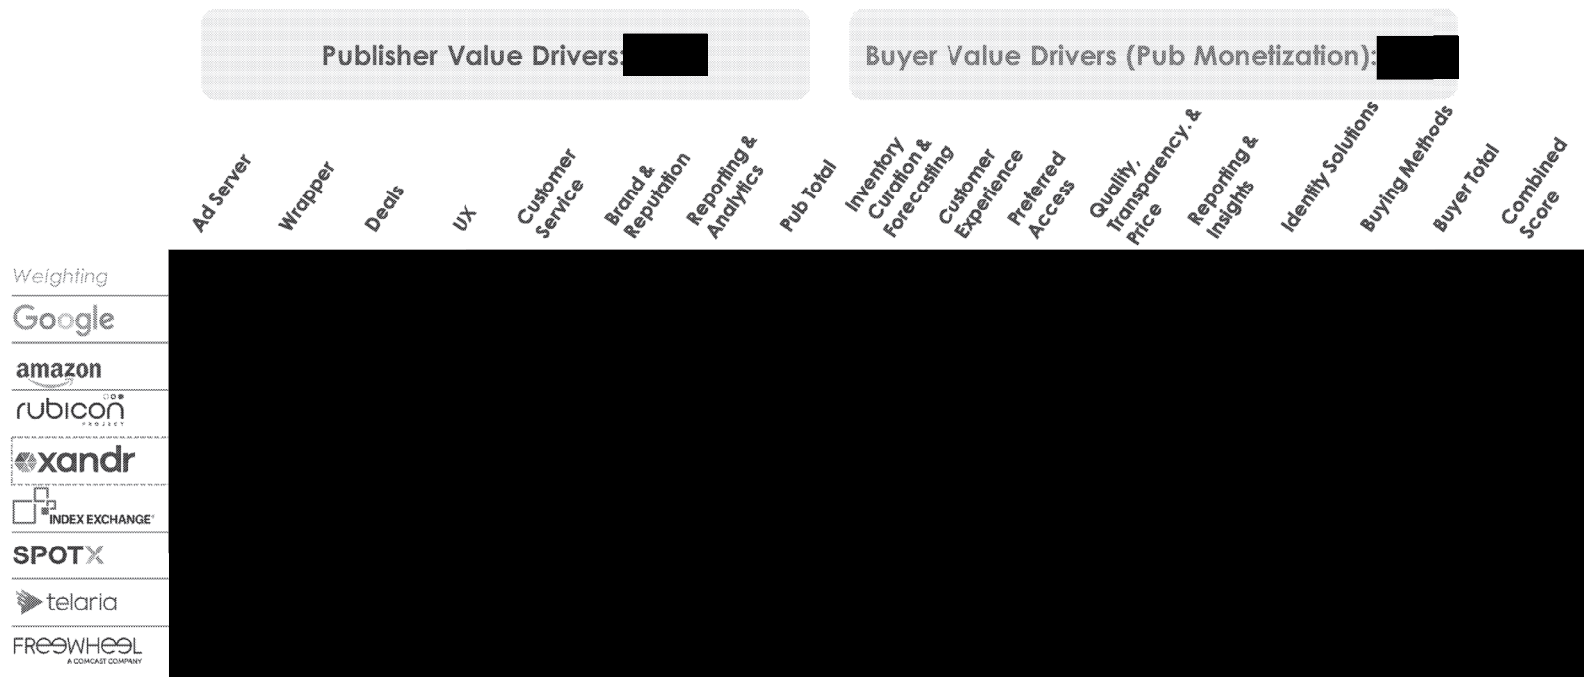 Publisher Value Drivers:
Buyer Value Drivers (Pub Monetization):
Ad Server
Wrapper
Deals
UX
Customer
Service
Brand &
Reputation
Reporting &
Analytics
Pub Total
Inventory
Curation &
Forecasting
Customer
Experience
Preferred
Access
Quality,
Transparency, &
Price
Reporting &
Insights
Identity Solutions
Buying Methods
Buyer Total
Combined
Score
Weighting
Google
amazon
rubicon
PROJECT
xandr
INDEX EXCHANGE
SPOTX
telaria
FREEWHEEL
A COMCAST COMPANY